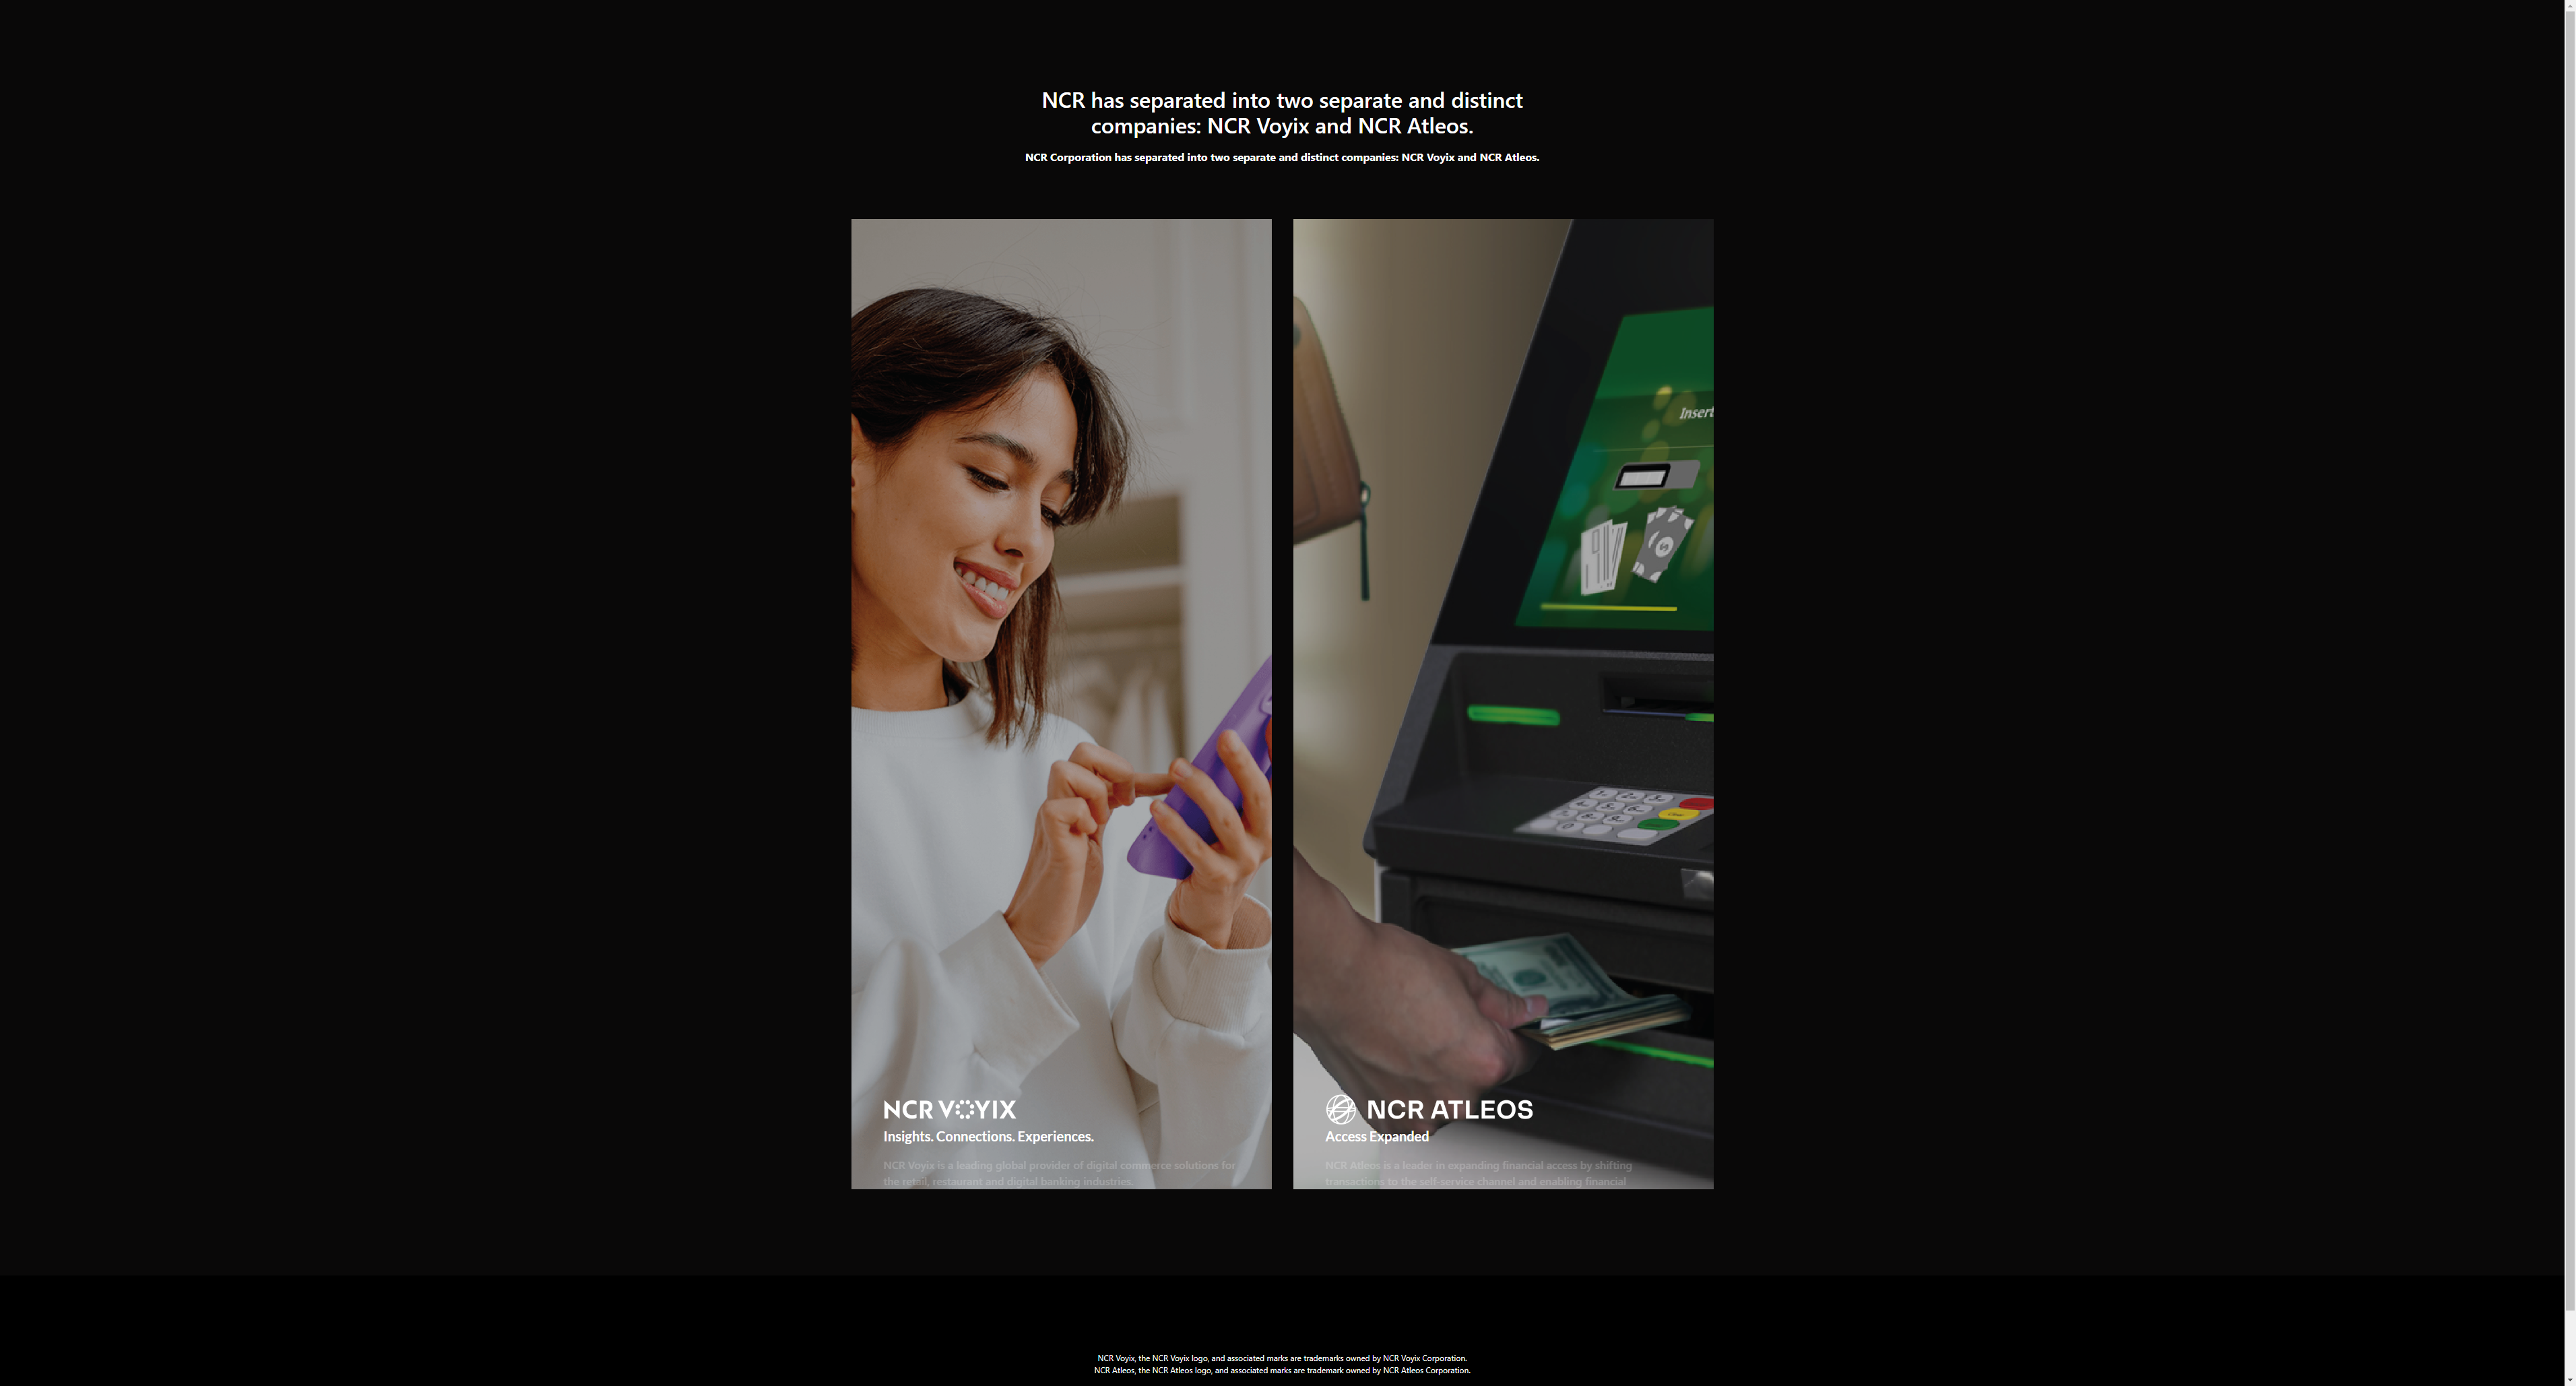 NCR has separated into two separate and distinct
companies: NCR Voyix and NCR Atleos.
NCR Corporation has separated into two separate and distinct companies: NCR Voyix and NCR Atleos.
NCR VOYIX
Insights. Connections. Experiences.
NCR Voyix is a leading global provider of digital commerce solutions for
the retail, restaurant and digital banking industries.
Insert
NCR ATLEOS
Access Expanded
NCR Atleos is a leader in expanding financial access by shifting
transactions to the self-service channel and enabling financial
NCR Voyix, the NCR Voyix logo, and associated marks are trademarks owned by NCR Voyix Corporation.
NCR Atleos, the NCR Atleos logo, and associated marks are trademark owned by NCR Atleos Corporation.